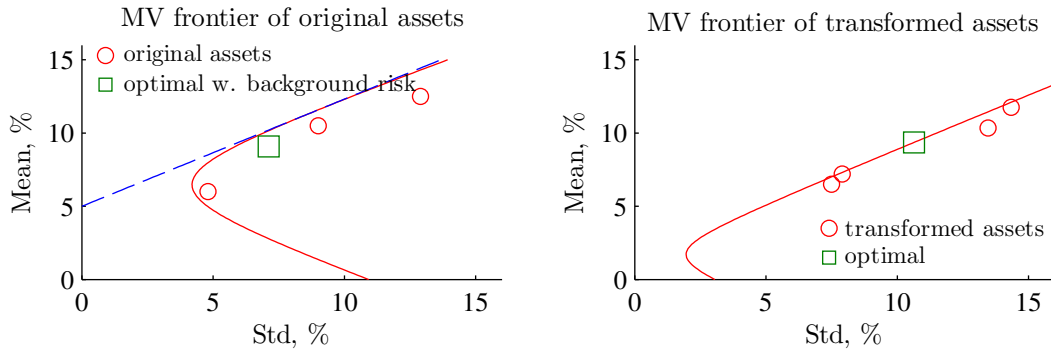 MV frontier of original assets
15
10
5
0
Mean, %
original assets
optimal w. background risk
0
5
10
15
Std, %
MV frontier of transformed assets
15
10
5
0
Mean, %
transformed assets
optimal
0
5
10
15
Std, %